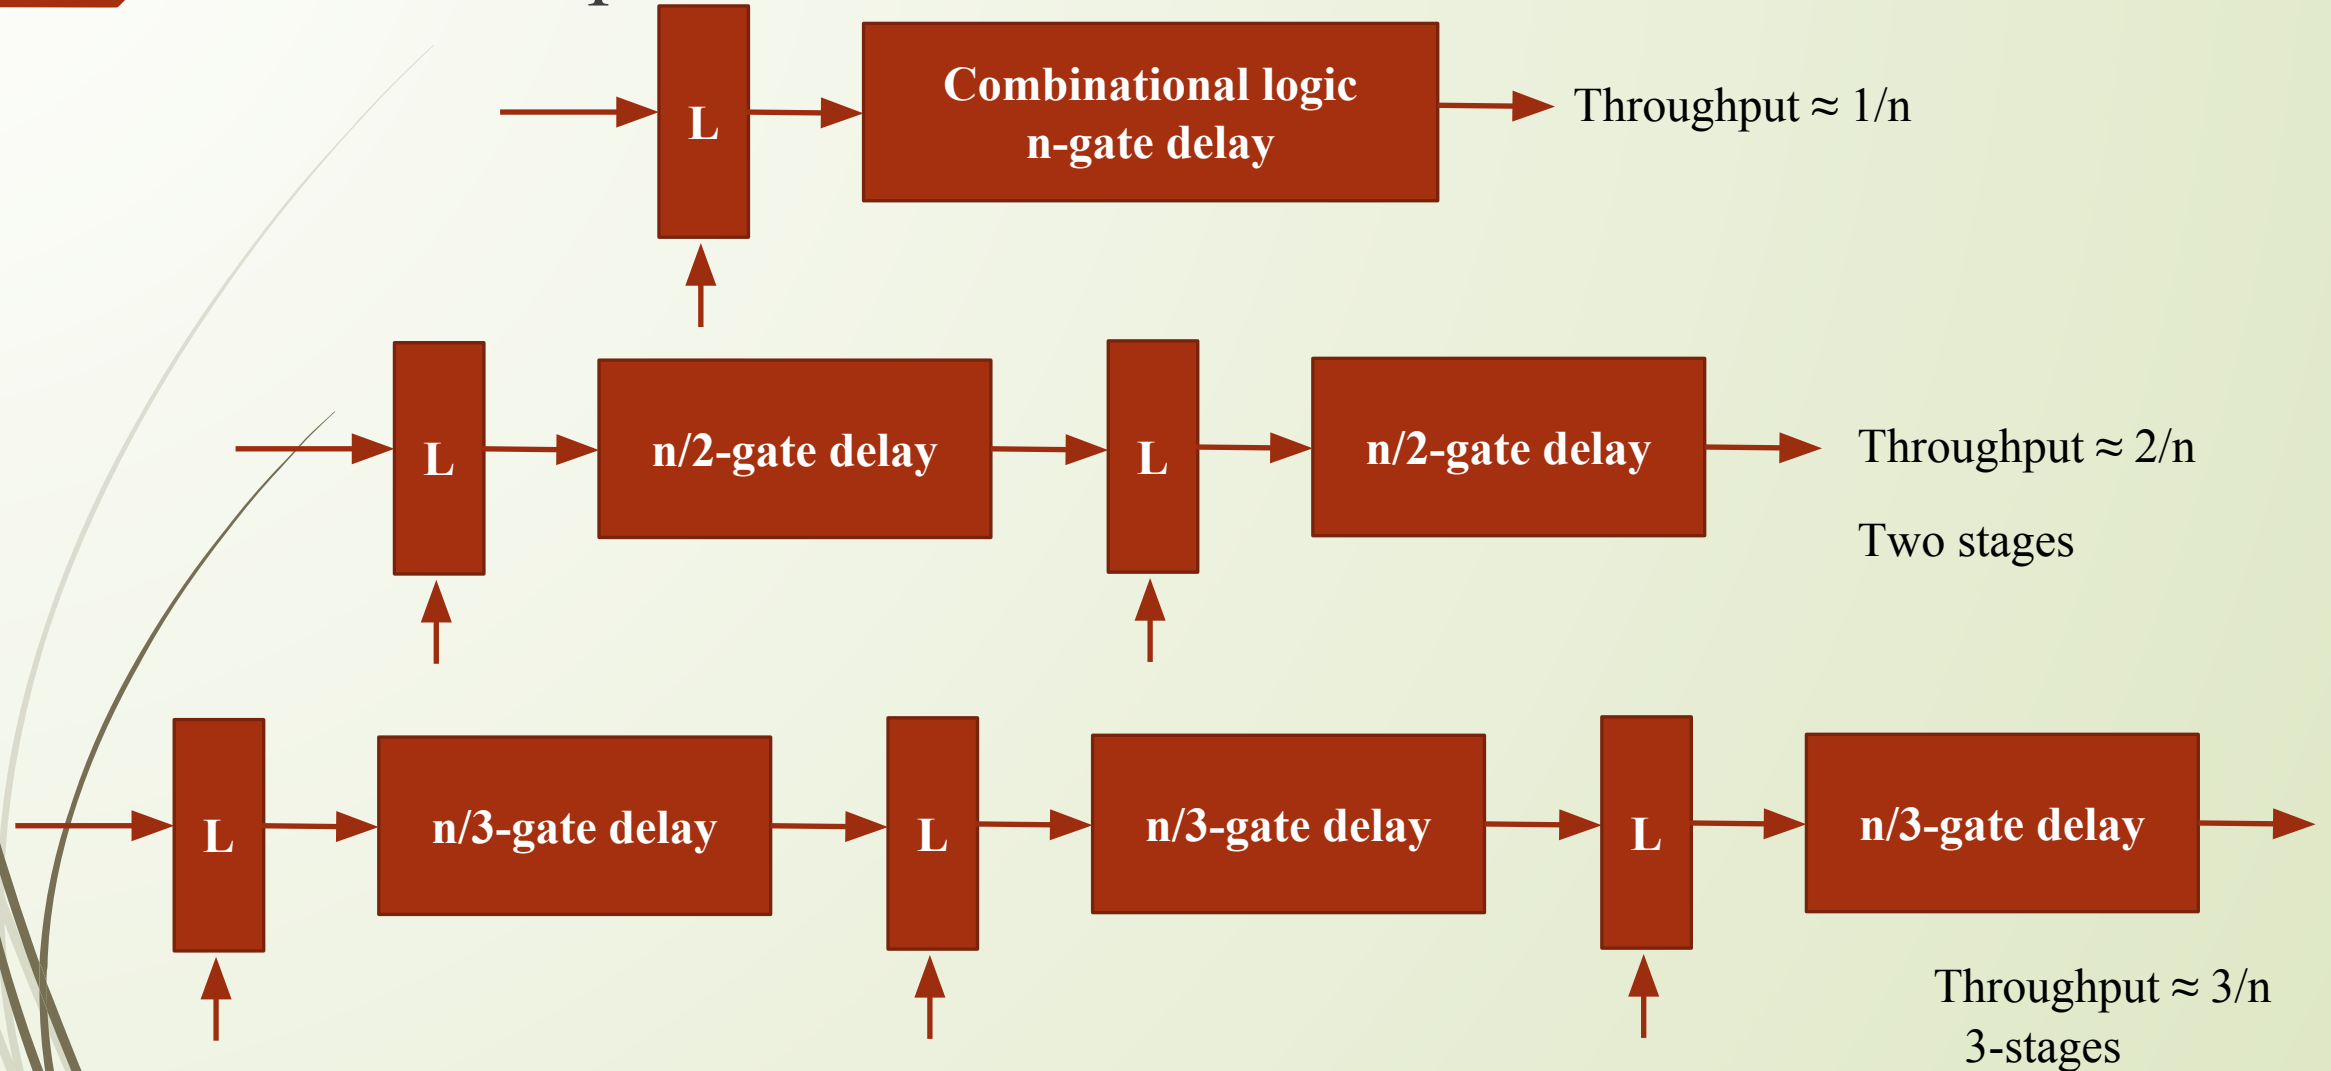 L
Combinational logic
n-gate delay
Throughput ≈ 1/n
L
n/2-gate delay
L
n/2-gate delay
Throughput ≈ 2/n
Two stages
L
n/3-gate delay
L
n/3-gate delay
L
n/3-gate delay
Throughput ≈ 3/n
3-stages